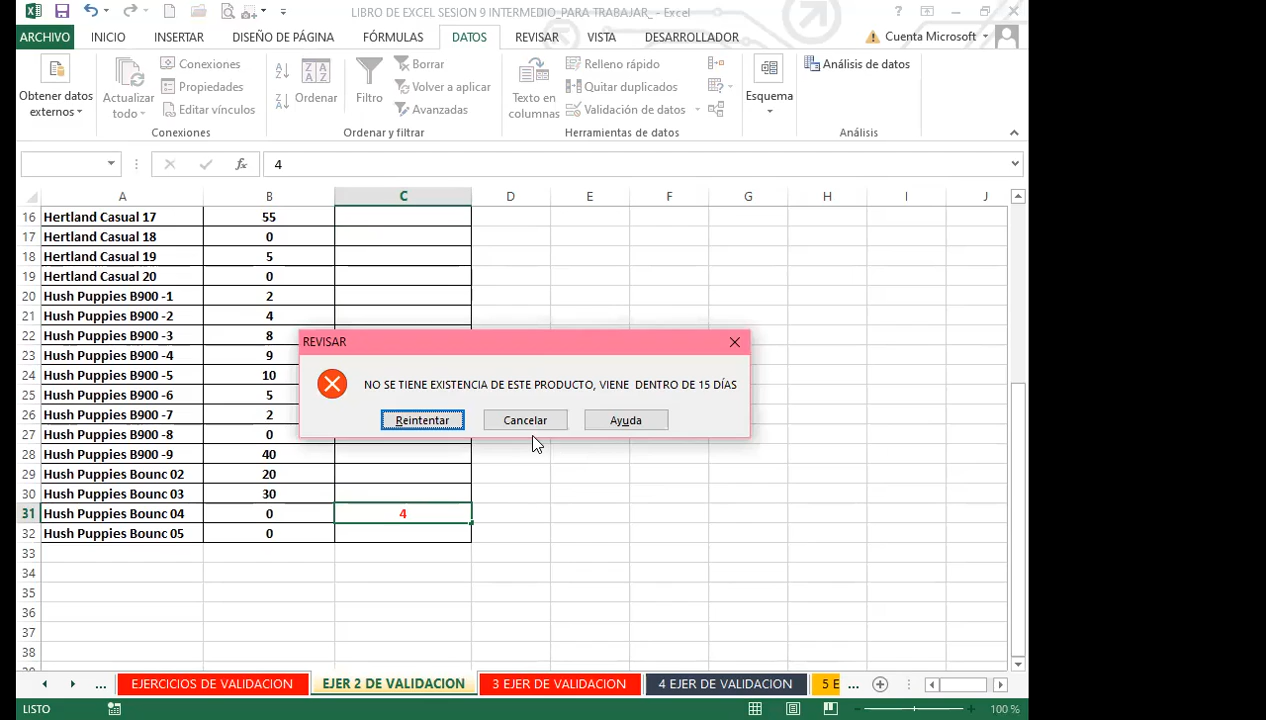 LIBRO DE EXCEL SESION 9 INTERMEDIO_PARA TRABAJAR_ - Excel
ARCHIVO INICIO INSERTAR DISEÑO DE PÁGINA FÓRMULAS DATOS REVISAR VISTA DESARROLLADOR Cuenta Microsoft
Obtener datos externos
Actualizar todo
Conexiones
Propiedades
Editar vínculos
Conexiones
Ordenar
Filtro
Borrar
Volver a aplicar
Avanzadas
Ordenar y filtrar
Texto en columnas
Relleno rápido
Quitar duplicados
Validación de datos
Herramientas de datos
Esquema
Análisis de datos
Análisis
fx 4
A B C D E F G H I J
16 Hertland Casual 17 55
17 Hertland Casual 18 0
18 Hertland Casual 19 5
19 Hertland Casual 20 0
20 Hush Puppies B900 -1 2
21 Hush Puppies B900 -2 4
22 Hush Puppies B900 -3 8
23 Hush Puppies B900 -4 9
24 Hush Puppies B900 -5 10
25 Hush Puppies B900 -6 5
26 Hush Puppies B900 -7 2
27 Hush Puppies B900 -8 0
28 Hush Puppies B900 -9 40
29 Hush Puppies Bounc 02 20
30 Hush Puppies Bounc 03 30
31 Hush Puppies Bounc 04 0 4
32 Hush Puppies Bounc 05 0
33
34
35
36
37
38
REVISAR
NO SE TIENE EXISTENCIA DE ESTE PRODUCTO, VIENE DENTRO DE 15 DÍAS
Reintentar Cancelar Ayuda
... EJERCICIOS DE VALIDACION EJER 2 DE VALIDACION 3 EJER DE VALIDACION 4 EJER DE VALIDACION 5 E ...
LISTO 100 %